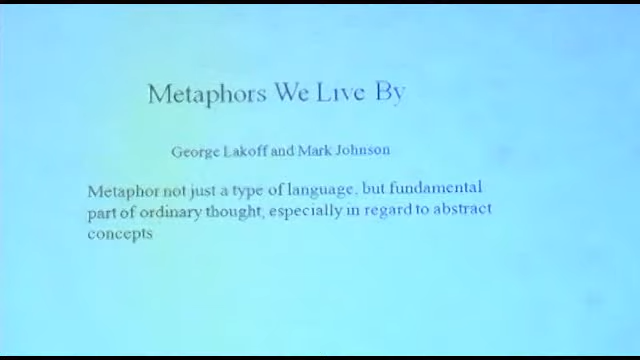 Metaphors We Live By
George Lakoff and Mark Johnson
Metaphor not just a type of language, but fundamental
part of ordinary thought, especially in regard to abstract
concepts